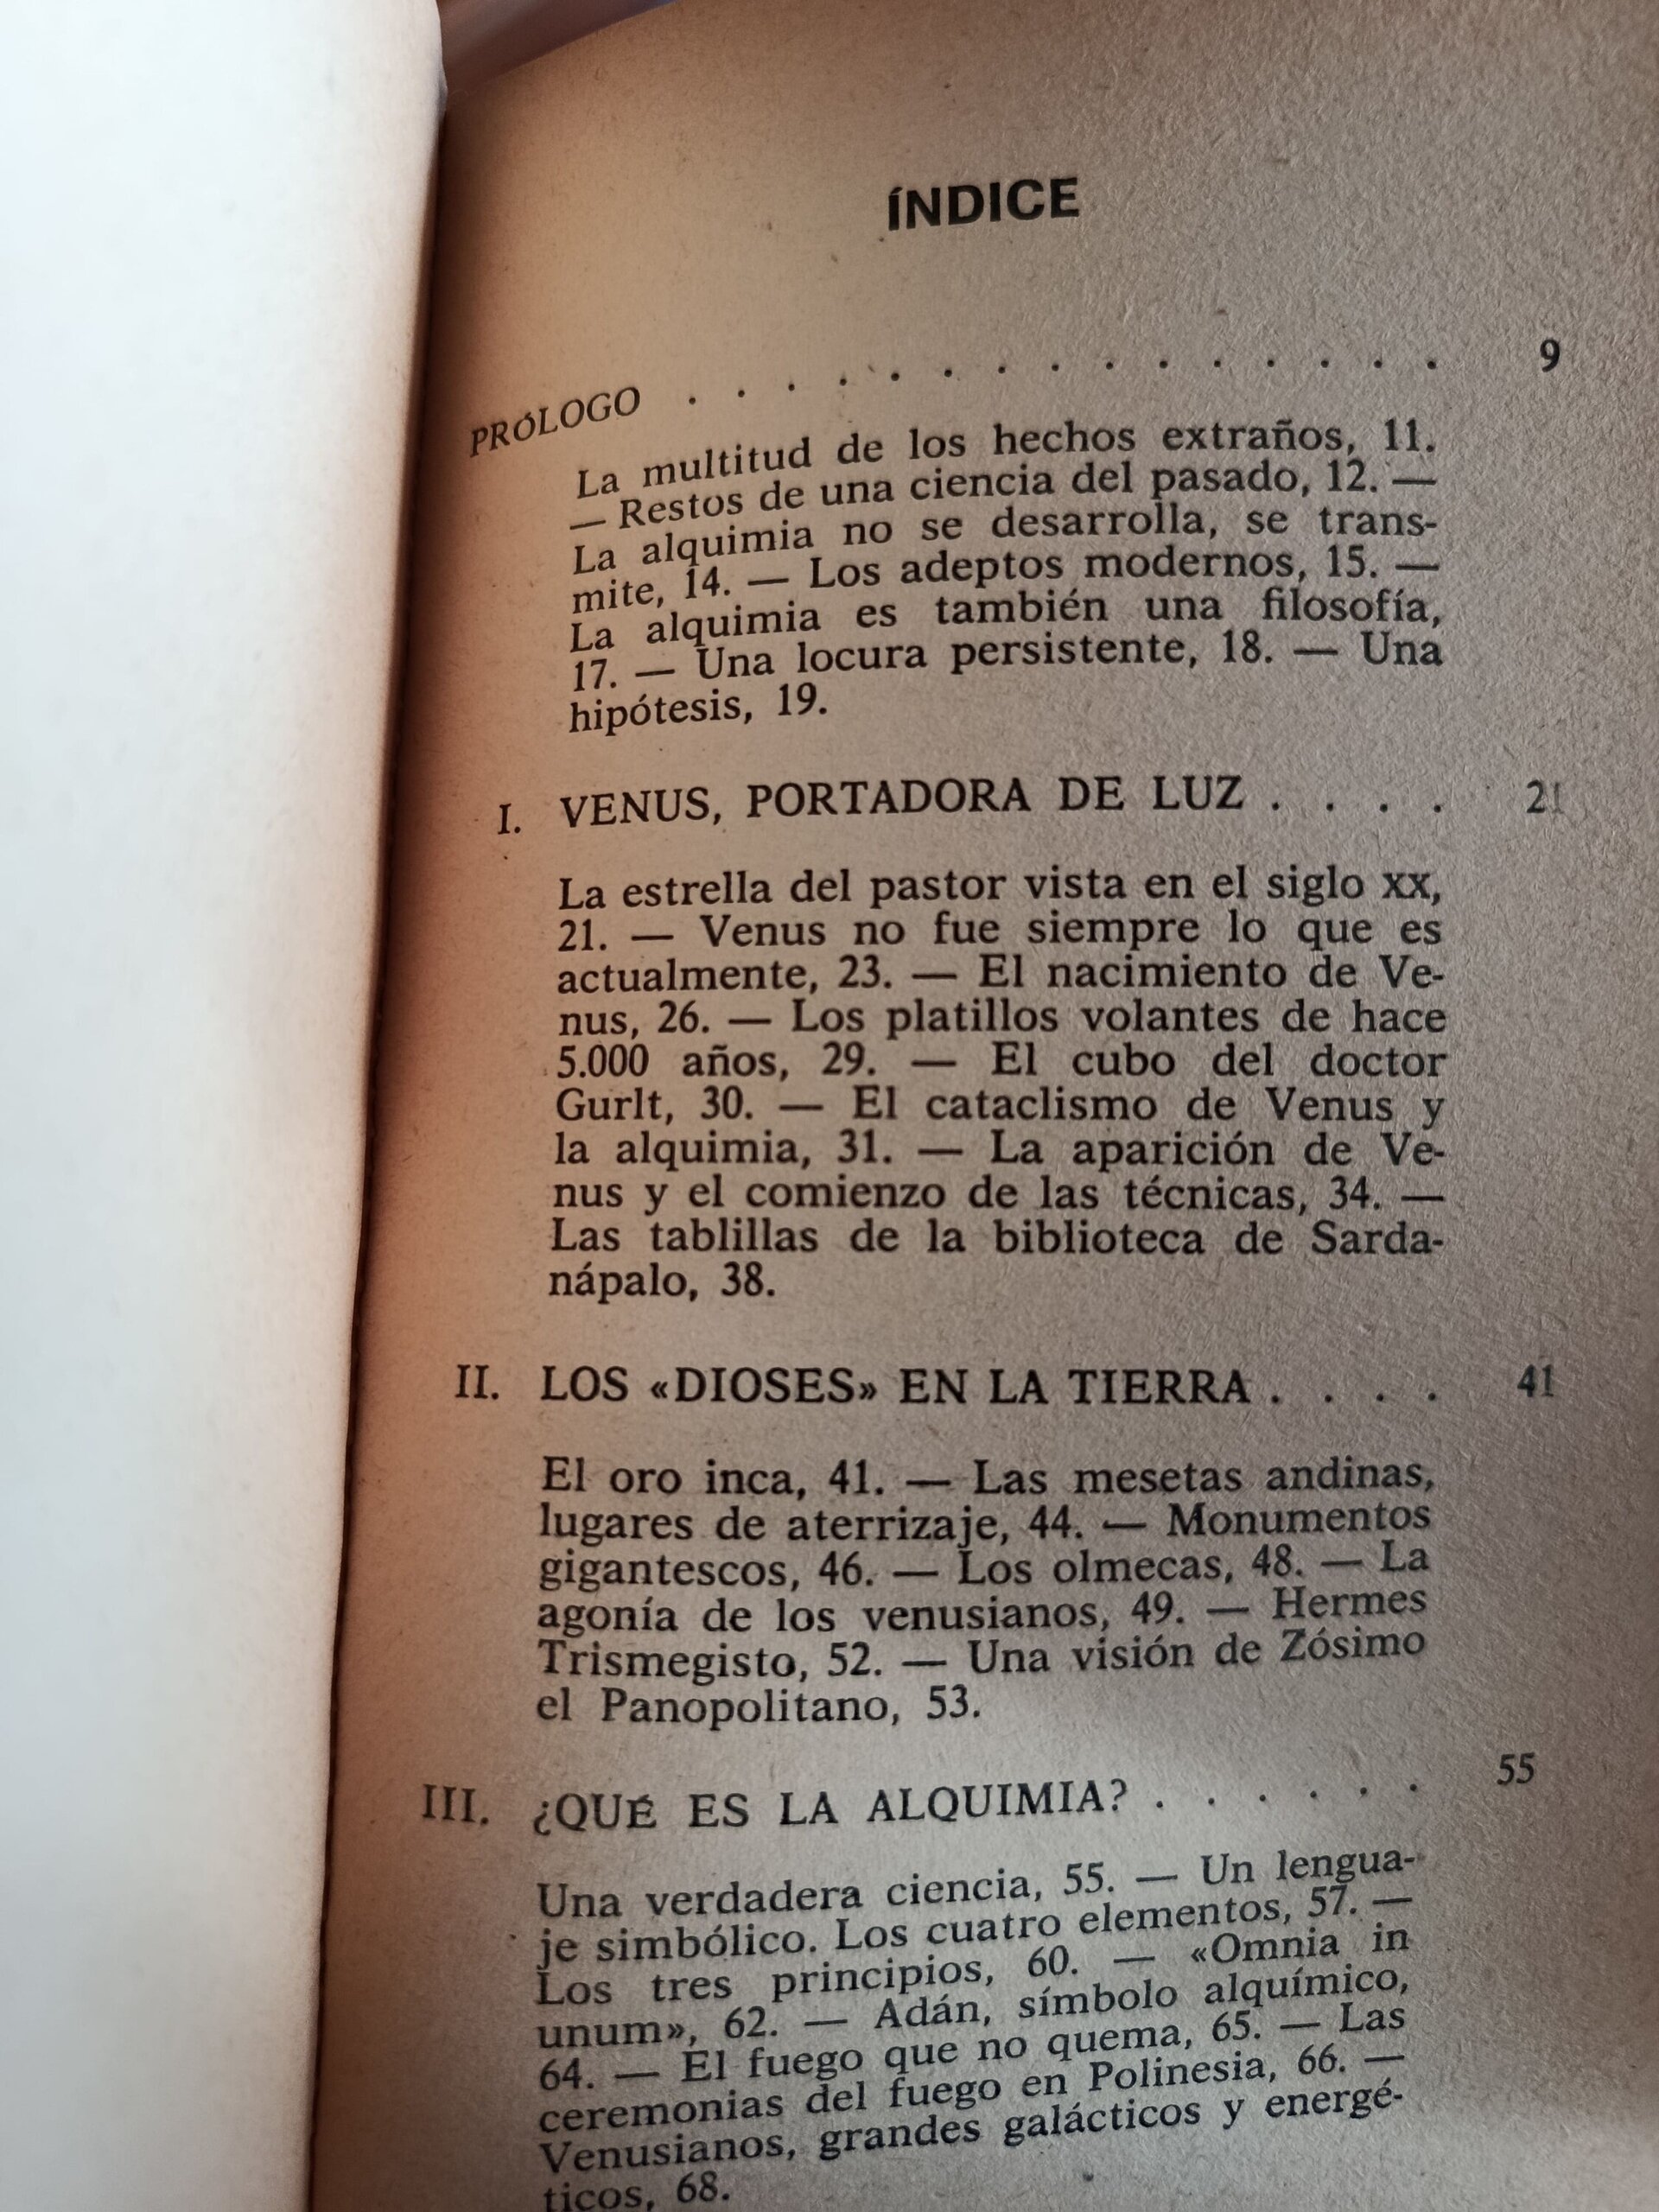 ÍNDICE
PRÓLOGO . . . . . . . . . . . . . . . 9
La multitud de los hechos extraños, 11.
— Restos de una ciencia del pasado, 12. —
La alquimia no se desarrolla, se trans-
mite, 14. — Los adeptos modernos, 15. —
La alquimia es también una filosofía,
17. — Una locura persistente, 18. — Una
hipótesis, 19.
I. VENUS, PORTADORA DE LUZ . . . . 21
La estrella del pastor vista en el siglo XX,
21. — Venus no fue siempre lo que es
actualmente, 23. — El nacimiento de Ve-
nus, 26. — Los platillos volantes de hace
5.000 años, 29. — El cubo del doctor
Gurlt, 30. — El cataclismo de Venus y
la alquimia, 31. — La aparición de Ve-
nus y el comienzo de las técnicas, 34. —
Las tablillas de la biblioteca de Sarda-
nápalo, 38.
II. LOS «DIOSES» EN LA TIERRA . . . . 41
El oro inca, 41. — Las mesetas andinas,
lugares de aterrizaje, 44. — Monumentos
gigantescos, 46. — Los olmecas, 48. — La
agonía de los venusianos, 49. — Hermes
Trismegisto, 52. — Una visión de Zósimo
el Panopolitano, 53.
III. ¿QUÉ ES LA ALQUIMIA? . . . . . . 55
Una verdadera ciencia, 55. — Un lengua-
je simbólico. Los cuatro elementos, 57. —
Los tres principios, 60. — «Omnia in
unum», 62. — Adán, símbolo alquímico,
64. — El fuego que no quema, 65. — Las
ceremonias del fuego en Polinesia, 66. —
Venusianos, grandes galácticos y energé-
ticos, 68.